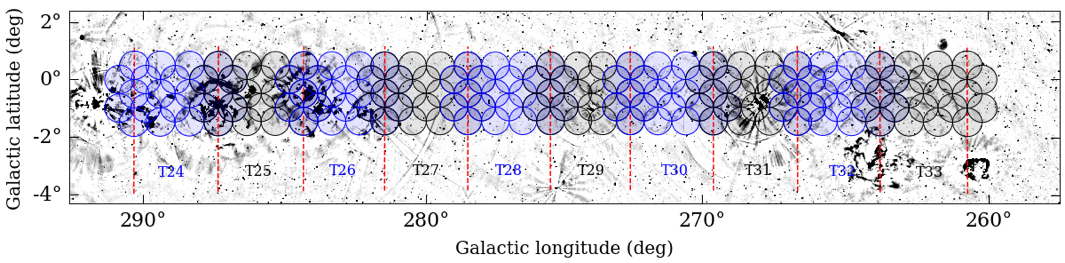 Galactic latitude (deg)
2°
0°
-2°
-4°
T24 T25 T26 T27 T28 T29 T30 T31 T32 T33
290° 280° 270° 260°
Galactic longitude (deg)